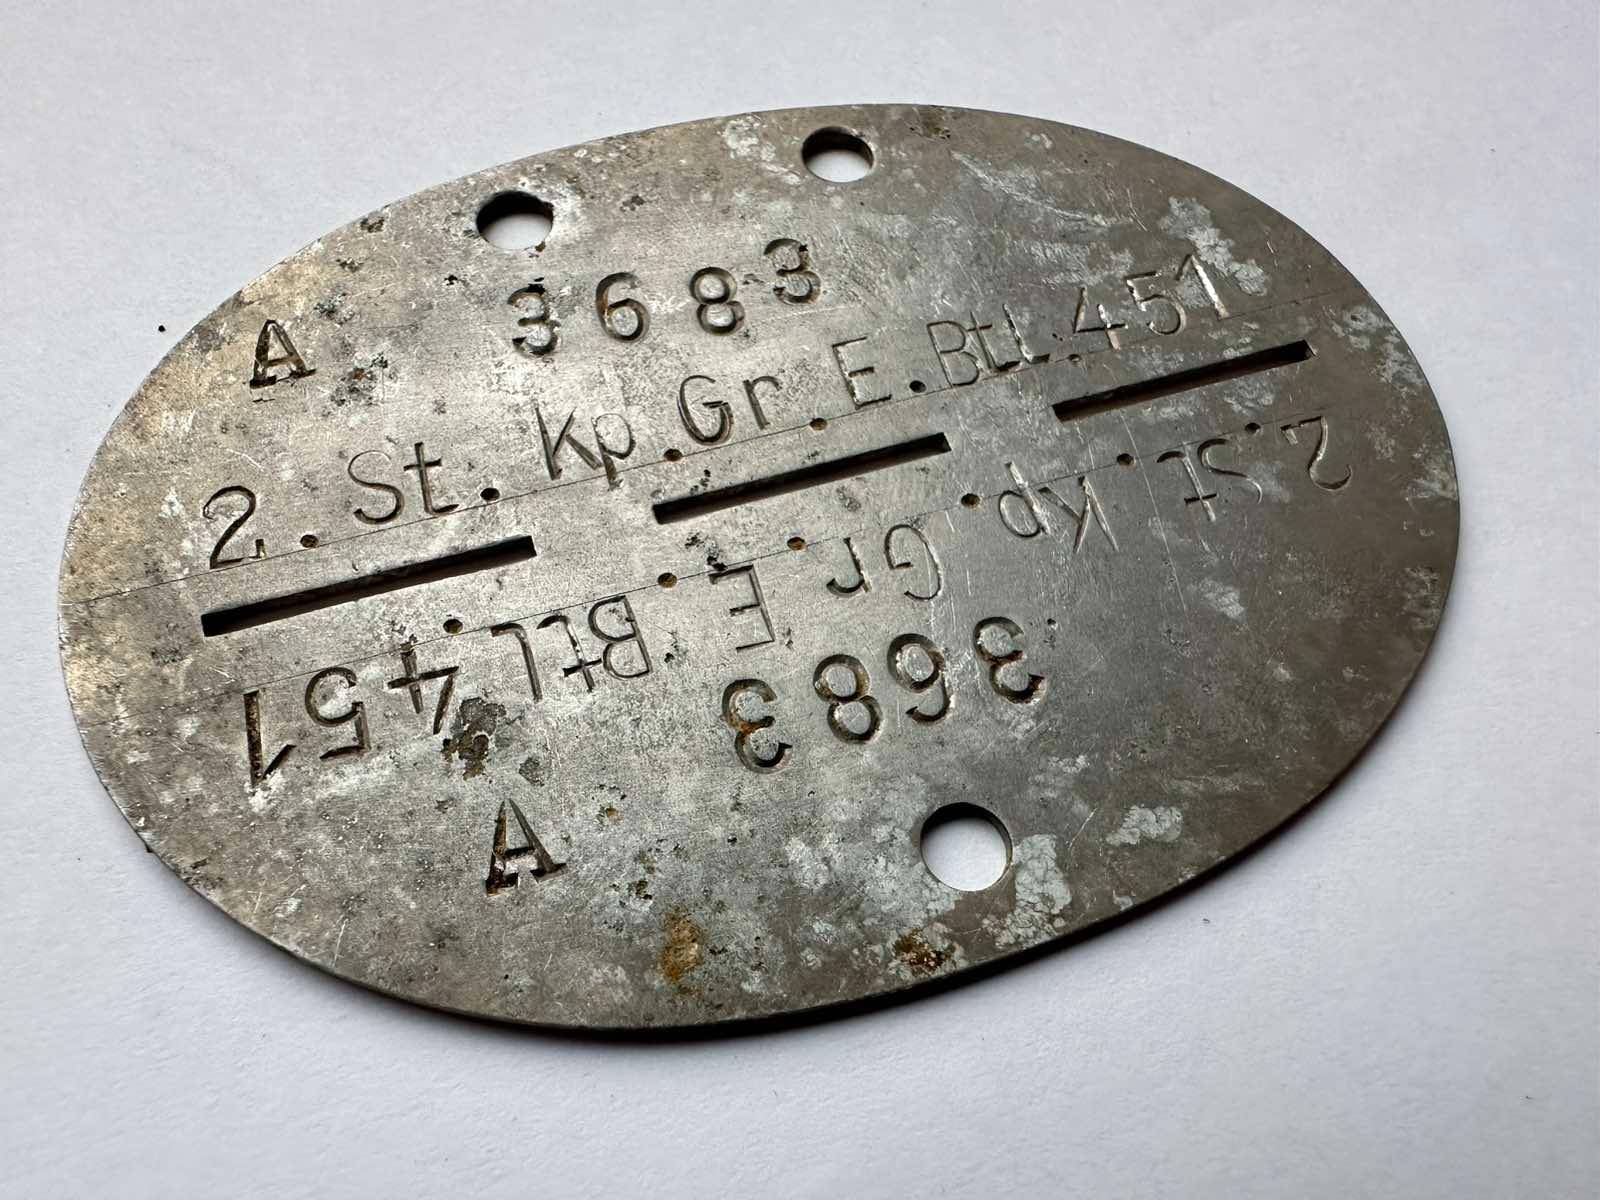 A 3683
2. St. Kp. Gr. E. Btl. 451
2. St. Kp. Gr. E. Btl. 451
3683
A